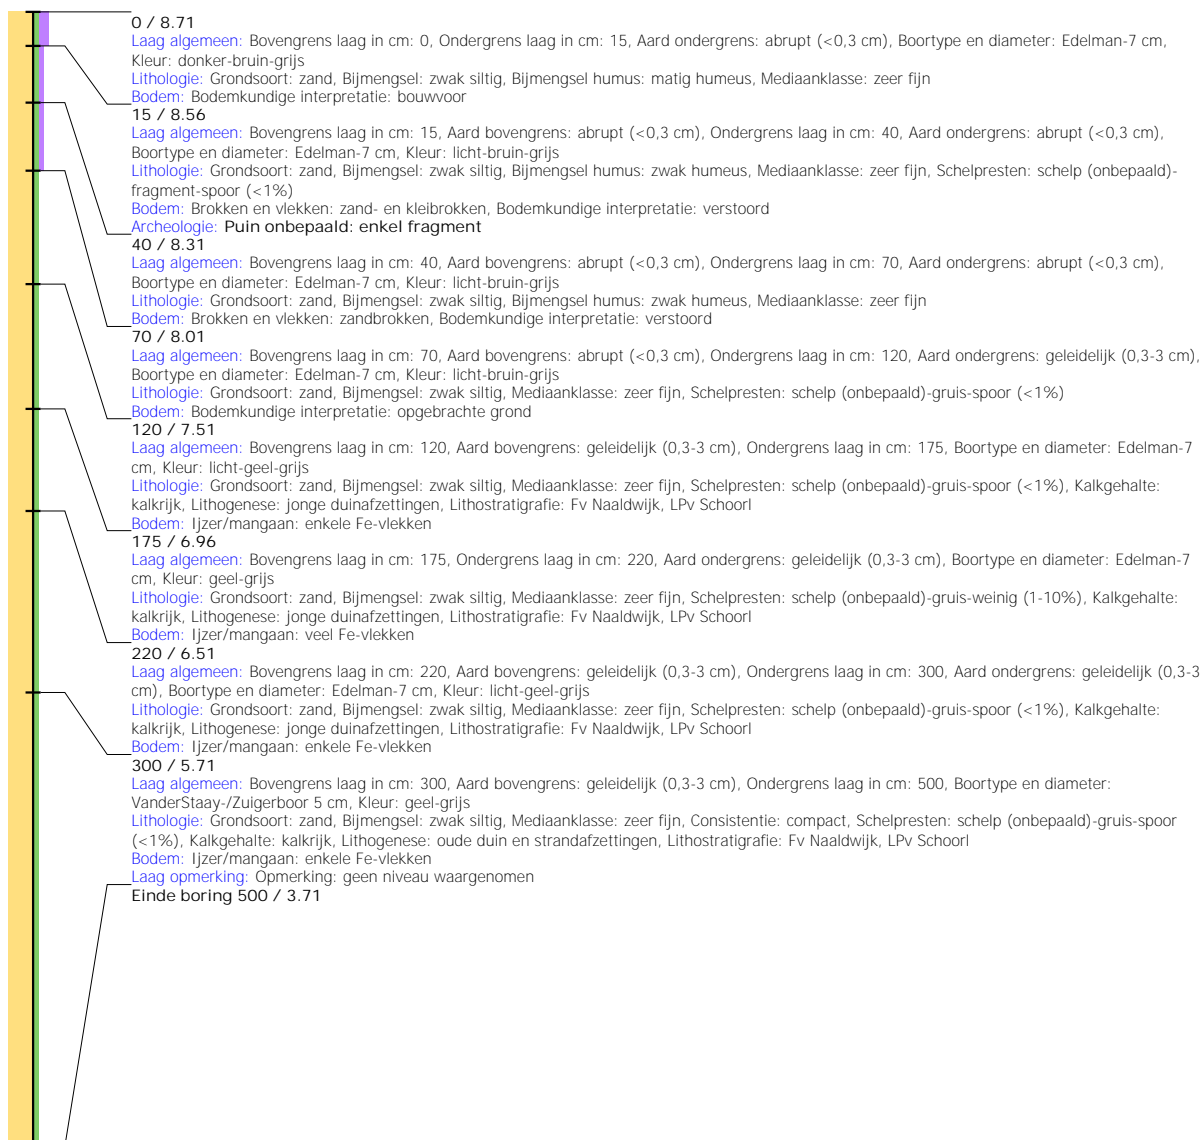 0 / 8.71
Laag algemeen: Bovengrens laag in cm: 0, Ondergrens laag in cm: 15, Aard ondergrens: abrupt (<0,3 cm), Boortype en diameter: Edelman-7 cm,
Kleur: donker-bruin-grijs
Lithologie: Grondsoort: zand, Bijmengsel: zwak siltig, Bijmengsel humus: matig humeus, Mediaanklasse: zeer fijn
Bodem: Bodemkundige interpretatie: bouwvoor
15 / 8.56
Laag algemeen: Bovengrens laag in cm: 15, Aard bovengrens: abrupt (<0,3 cm), Ondergrens laag in cm: 40, Aard ondergrens: abrupt (<0,3 cm),
Boortype en diameter: Edelman-7 cm, Kleur: licht-bruin-grijs
Lithologie: Grondsoort: zand, Bijmengsel: zwak siltig, Bijmengsel humus: zwak humeus, Mediaanklasse: zeer fijn, Schelpresten: schelp (onbepaald)-
fragment-spoor (<1%)
Bodem: Brokken en vlekken: zand- en kleibrokken, Bodemkundige interpretatie: verstoord
Archeologie: Puin onbepaald: enkel fragment
40 / 8.31
Laag algemeen: Bovengrens laag in cm: 40, Aard bovengrens: abrupt (<0,3 cm), Ondergrens laag in cm: 70, Aard ondergrens: abrupt (<0,3 cm),
Boortype en diameter: Edelman-7 cm, Kleur: licht-bruin-grijs
Lithologie: Grondsoort: zand, Bijmengsel: zwak siltig, Bijmengsel humus: zwak humeus, Mediaanklasse: zeer fijn
Bodem: Brokken en vlekken: zandbrokken, Bodemkundige interpretatie: verstoord
70 / 8.01
Laag algemeen: Bovengrens laag in cm: 70, Aard bovengrens: abrupt (<0,3 cm), Ondergrens laag in cm: 120, Aard ondergrens: geleidelijk (0,3-3 cm),
Boortype en diameter: Edelman-7 cm, Kleur: licht-bruin-grijs
Lithologie: Grondsoort: zand, Bijmengsel: zwak siltig, Mediaanklasse: zeer fijn, Schelpresten: schelp (onbepaald)-gruis-spoor (<1%)
Bodem: Bodemkundige interpretatie: opgebrachte grond
120 / 7.51
Laag algemeen: Bovengrens laag in cm: 120, Aard bovengrens: geleidelijk (0,3-3 cm), Ondergrens laag in cm: 175, Boortype en diameter: Edelman-7
cm, Kleur: licht-geel-grijs
Lithologie: Grondsoort: zand, Bijmengsel: zwak siltig, Mediaanklasse: zeer fijn, Schelpresten: schelp (onbepaald)-gruis-spoor (<1%), Kalkgehalte:
kalkrijk, Lithogenese: jonge duinafzettingen, Lithostratigrafie: Fv Naaldwijk, LPv Schoorl
Bodem: Ijzer/mangaan: enkele Fe-vlekken
175 / 6.96
Laag algemeen: Bovengrens laag in cm: 175, Ondergrens laag in cm: 220, Aard ondergrens: geleidelijk (0,3-3 cm), Boortype en diameter: Edelman-7
cm, Kleur: geel-grijs
Lithologie: Grondsoort: zand, Bijmengsel: zwak siltig, Mediaanklasse: zeer fijn, Schelpresten: schelp (onbepaald)-gruis-weinig (1-10%), Kalkgehalte:
kalkrijk, Lithogenese: jonge duinafzettingen, Lithostratigrafie: Fv Naaldwijk, LPv Schoorl
Bodem: Ijzer/mangaan: veel Fe-vlekken
220 / 6.51
Laag algemeen: Bovengrens laag in cm: 220, Aard bovengrens: geleidelijk (0,3-3 cm), Ondergrens laag in cm: 300, Aard ondergrens: geleidelijk (0,3-3
cm), Boortype en diameter: Edelman-7 cm, Kleur: licht-geel-grijs
Lithologie: Grondsoort: zand, Bijmengsel: zwak siltig, Mediaanklasse: zeer fijn, Schelpresten: schelp (onbepaald)-gruis-spoor (<1%), Kalkgehalte:
kalkrijk, Lithogenese: jonge duinafzettingen, Lithostratigrafie: Fv Naaldwijk, LPv Schoorl
Bodem: Ijzer/mangaan: enkele Fe-vlekken
300 / 5.71
Laag algemeen: Bovengrens laag in cm: 300, Aard bovengrens: geleidelijk (0,3-3 cm), Ondergrens laag in cm: 500, Boortype en diameter:
VanderStaay-/Zuigerboor 5 cm, Kleur: geel-grijs
Lithologie: Grondsoort: zand, Bijmengsel: zwak siltig, Mediaanklasse: zeer fijn, Consistentie: compact, Schelpresten: schelp (onbepaald)-gruis-spoor
(<1%), Kalkgehalte: kalkrijk, Lithogenese: oude duin en strandafzettingen, Lithostratigrafie: Fv Naaldwijk, LPv Schoorl
Bodem: Ijzer/mangaan: enkele Fe-vlekken
Laag opmerking: Opmerking: geen niveau waargenomen
Einde boring 500 / 3.71